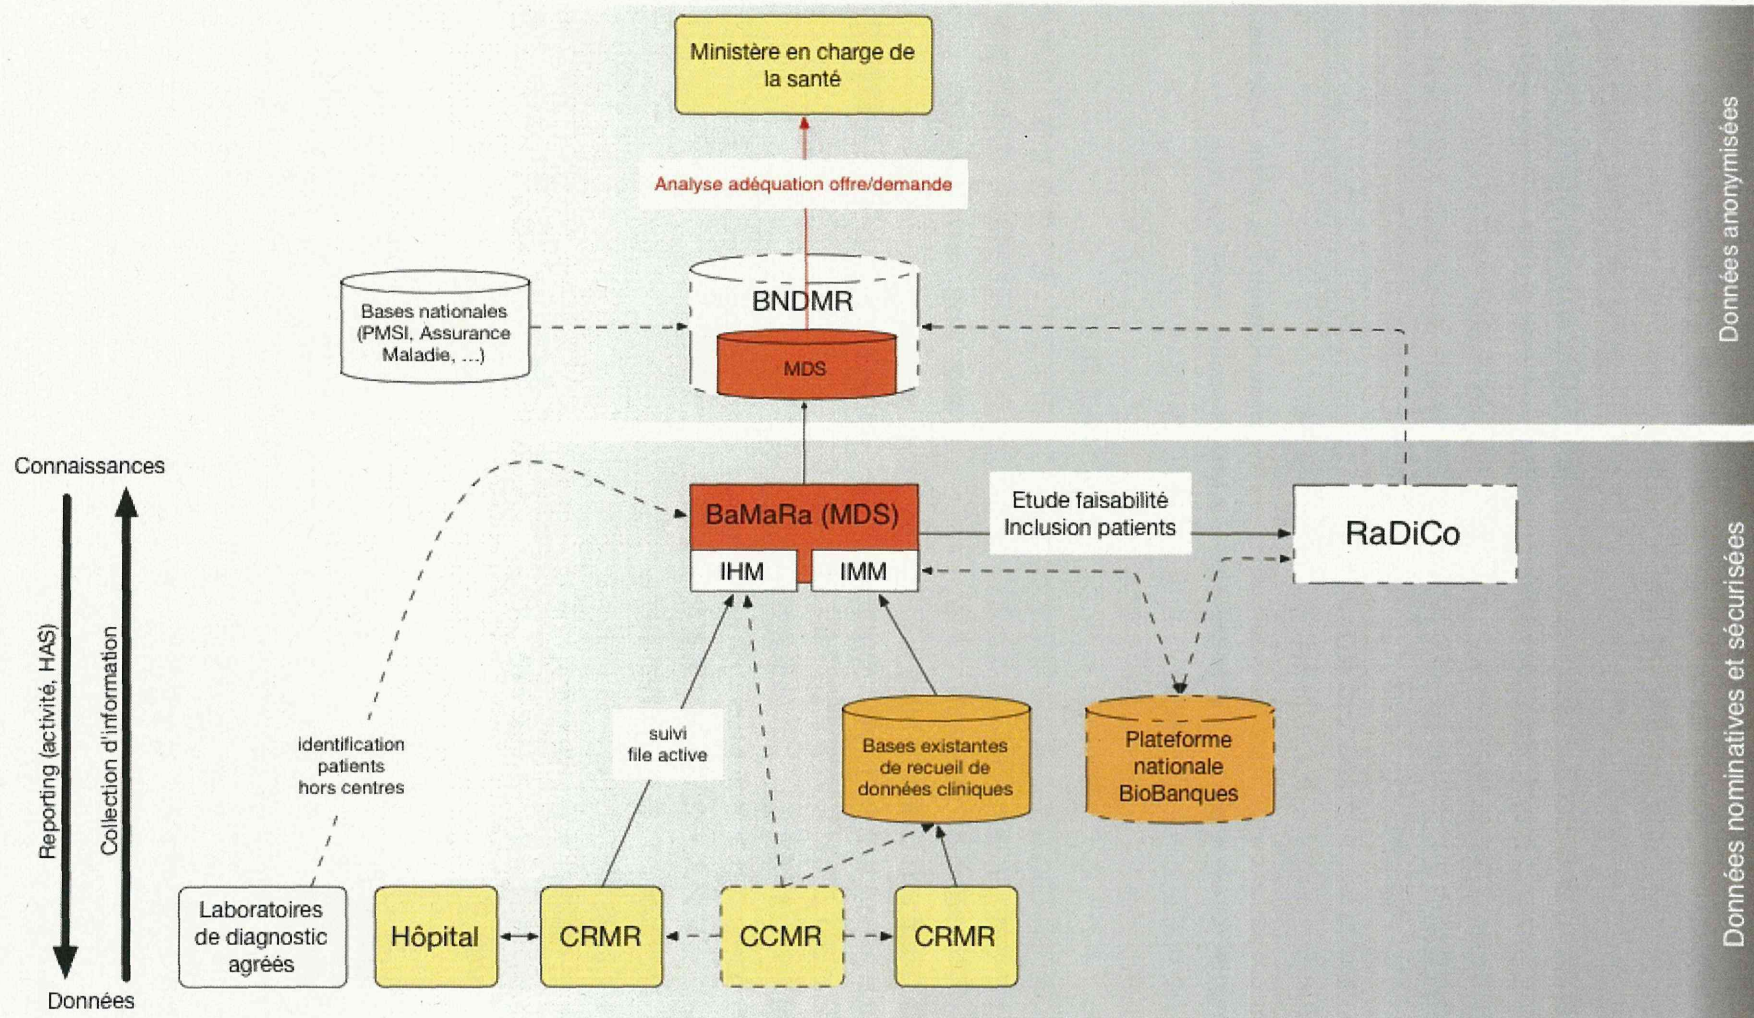 Ministère en charge de
la santé
Données anonymisées
Analyse adéquation offre/demande
Bases nationales
(PMSI, Assurance
Maladie, ...)
BNDMR
MDS
Connaissances
Reporting (activité, HAS)
Collection d'information
Données
BaMaRa (MDS)
IHM
IMM
Etude faisabilité
Inclusion patients
RaDiCo
Données nominatives et sécurisées
identification
patients
hors centres
suivi
file active
Bases existantes
de recueil de
données cliniques
Plateforme
nationale
BioBanques
Laboratoires
de diagnostic
agréés
Hôpital
CRMR
CCMR
CRMR